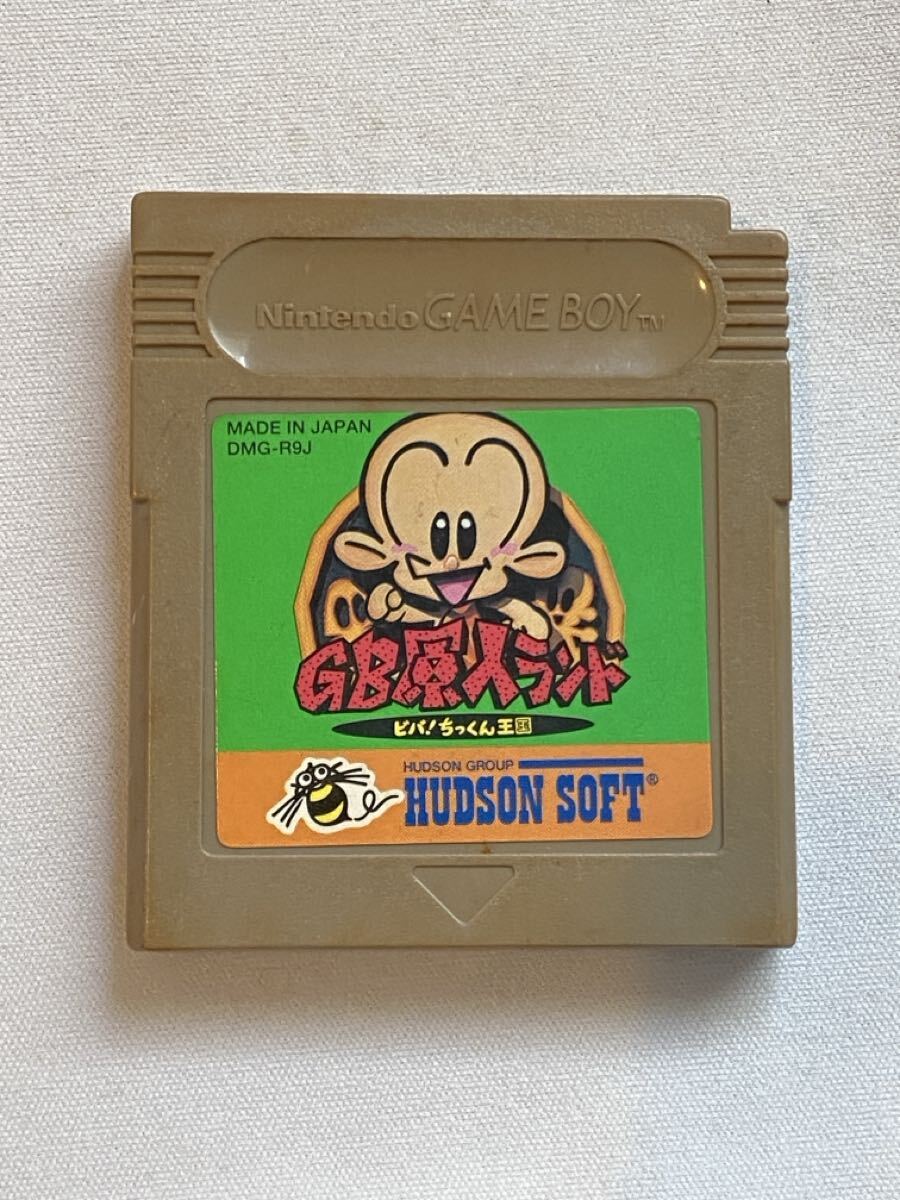 Nintendo GAME BOY™
MADE IN JAPAN
DMG-R9J
GB原人ランド
ビバ!ちっくん王国
HUDSON GROUP
HUDSON SOFT®